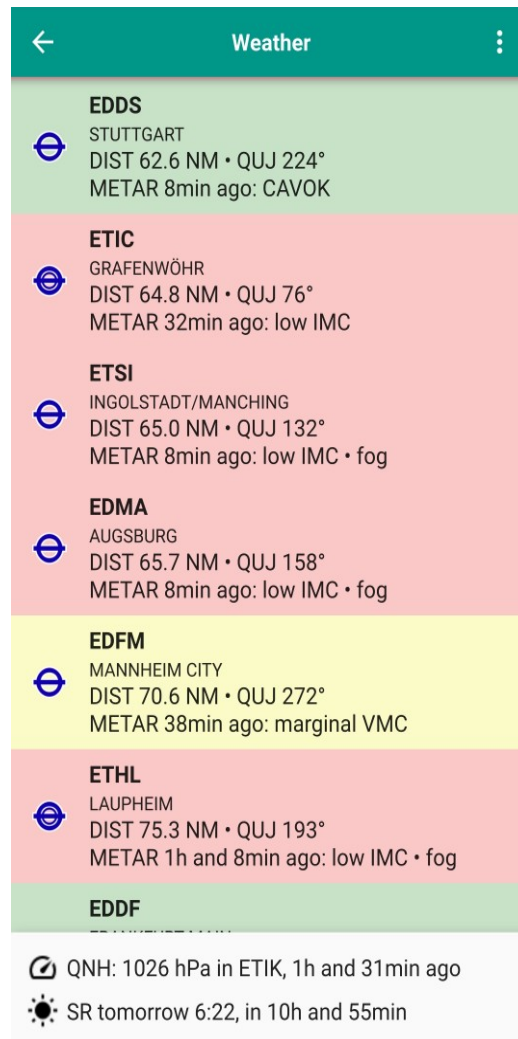 Weather
EDDS
STUTTGART
DIST 62.6 NM • QUJ 224°
METAR 8min ago: CAVOK
ETIC
GRAFENWÖHR
DIST 64.8 NM • QUJ 76°
METAR 32min ago: low IMC
ETSI
INGOLSTADT/MANCHING
DIST 65.0 NM • QUJ 132°
METAR 8min ago: low IMC • fog
EDMA
AUGSBURG
DIST 65.7 NM • QUJ 158°
METAR 8min ago: low IMC • fog
EDFM
MANNHEIM CITY
DIST 70.6 NM • QUJ 272°
METAR 38min ago: marginal VMC
ETHL
LAUPHEIM
DIST 75.3 NM • QUJ 193°
METAR 1h and 8min ago: low IMC • fog
EDDF
QNH: 1026 hPa in ETIK, 1h and 31min ago
SR tomorrow 6:22, in 10h and 55min